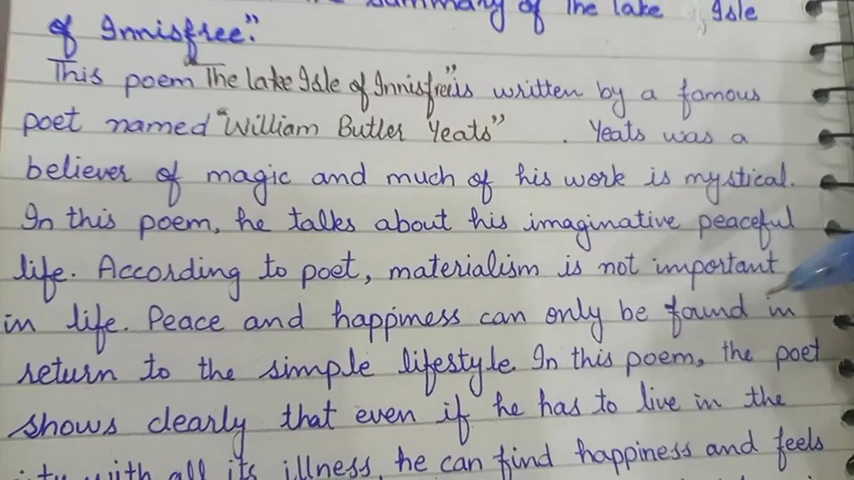 the summary of The lake Isle
of Innisfree".
This poem "The lake Isle of Innisfree" is written by a famous
poet named "William Butler Yeats" . Yeats was a
believer of magic and much of his work is mystical.
In this poem, he talks about his imaginative peaceful
life. According to poet, materialism is not important
in life. Peace and happiness can only be found in
return to the simple lifestyle. In this poem, the poet
shows clearly that even if he has to live in the
with all its illness, he can find happiness and feels